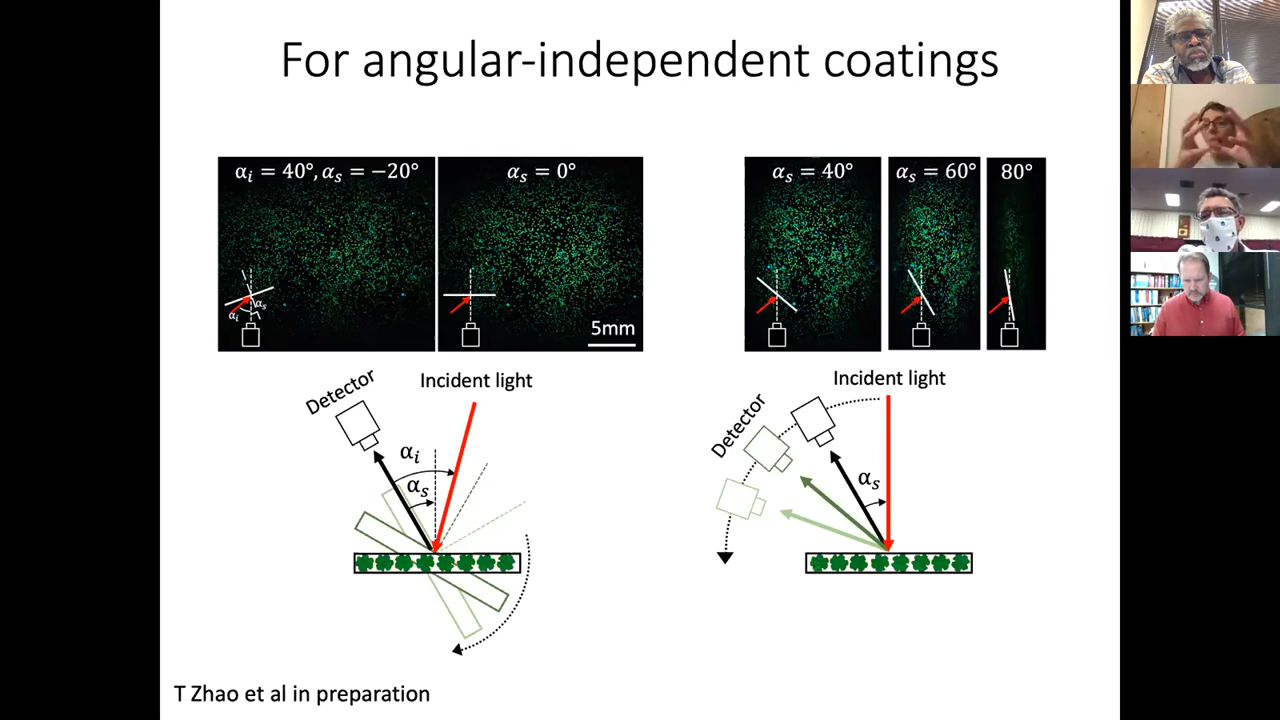 For angular-independent coatings
αᵢ = 40°, αₛ = −20°
αₛ = 0°
αₛ = 40°
αₛ = 60°
80°
αᵢ
αₛ
5mm
Detector
Incident light
αᵢ
αₛ
Detector
Incident light
αₛ
T Zhao et al in preparation